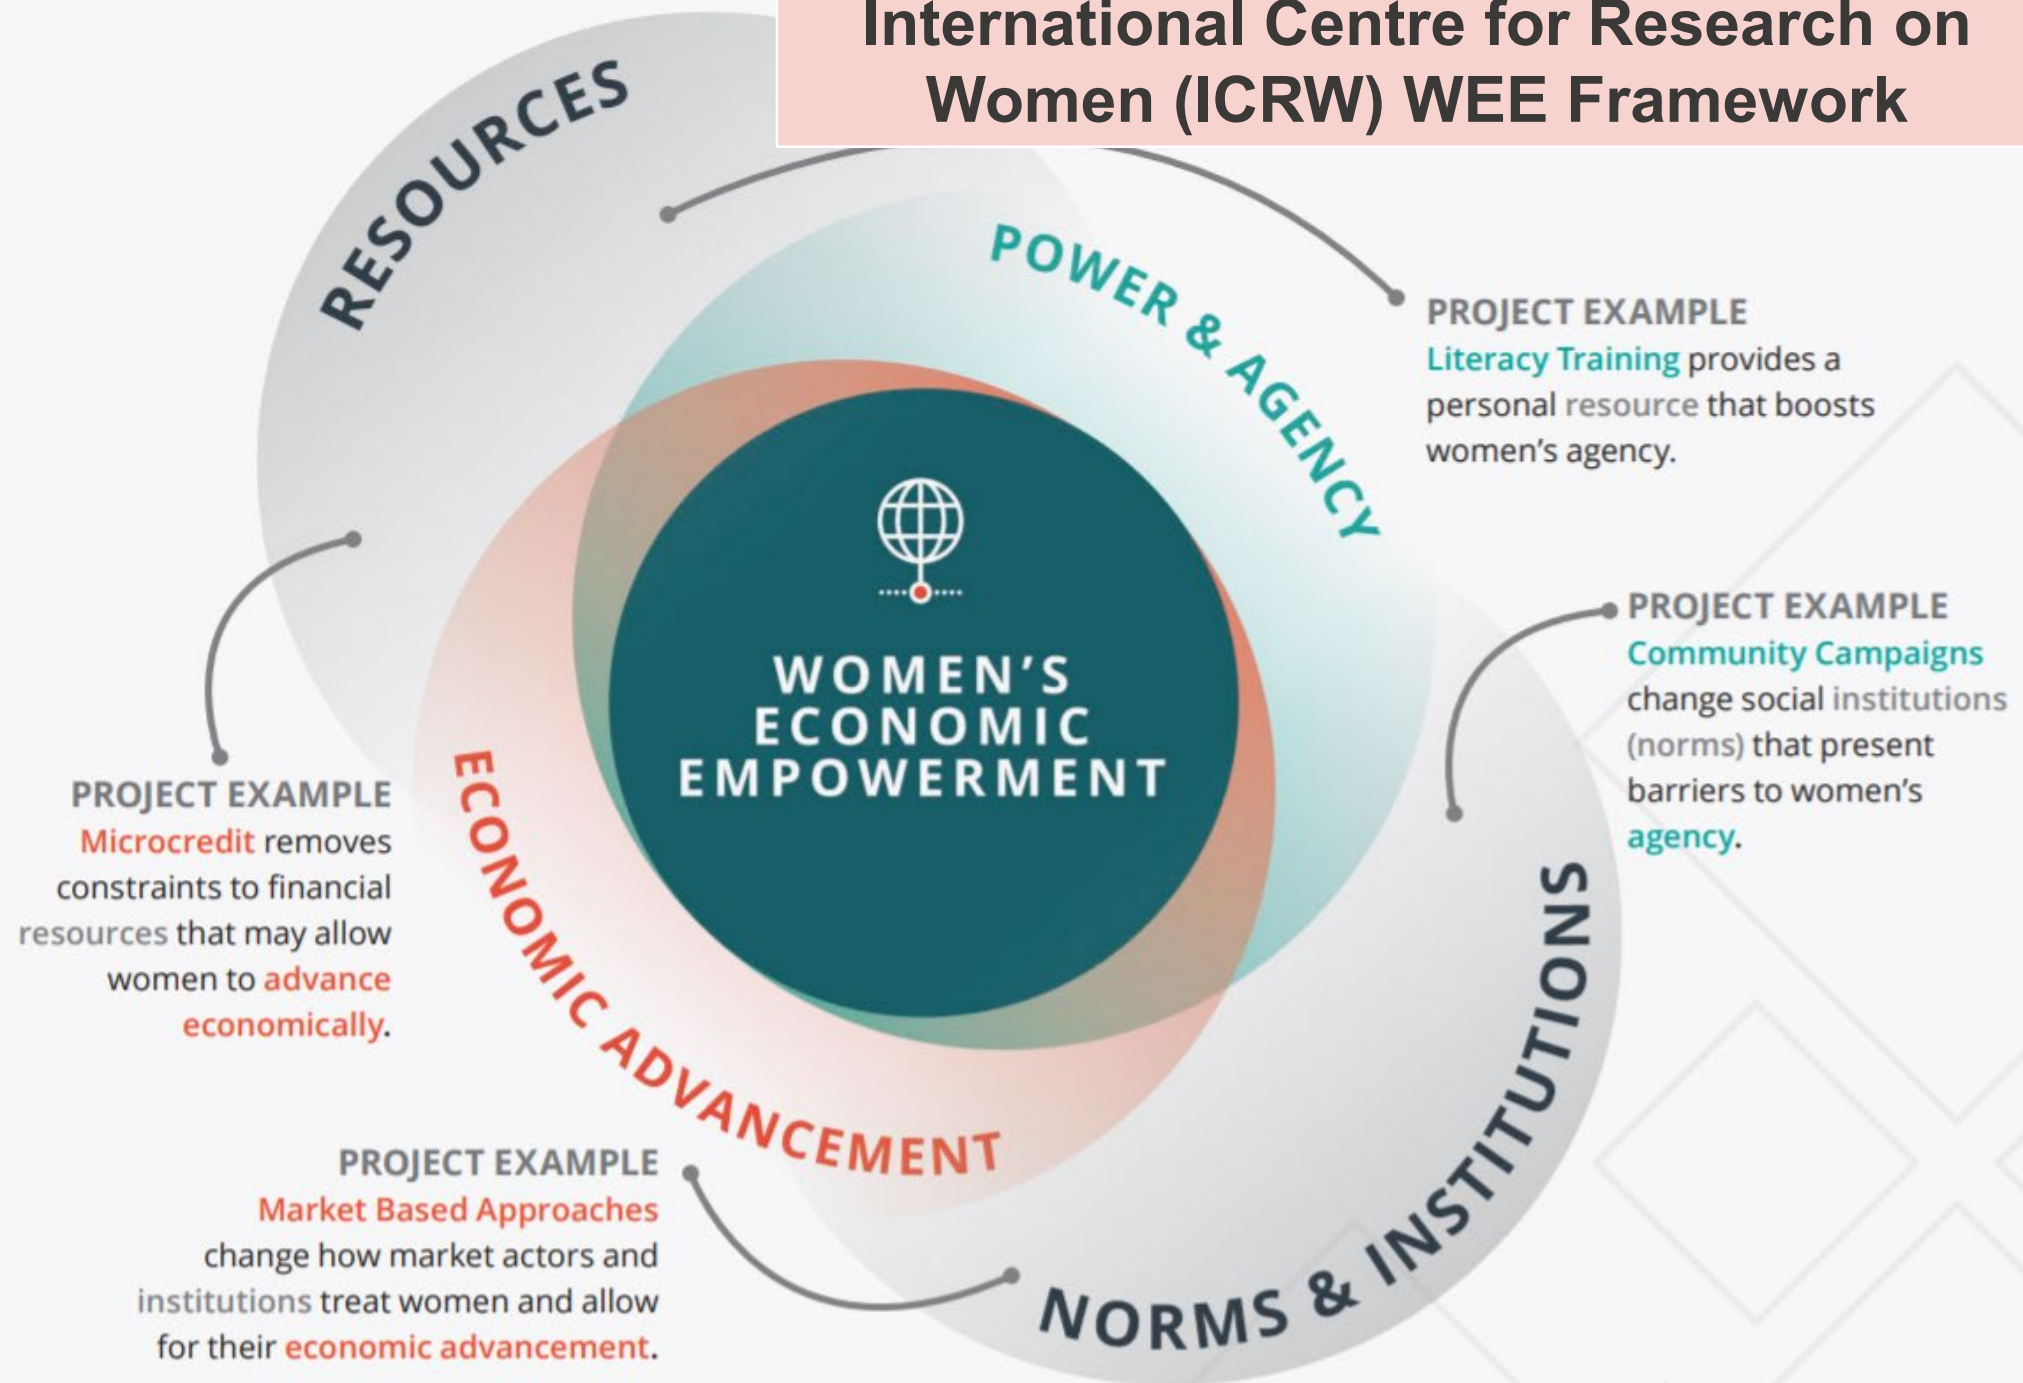 International Centre for Research on
Women (ICRW) WEE Framework
RESOURCES
POWER & AGENCY
PROJECT EXAMPLE
Literacy Training provides a
personal resource that boosts
women's agency.
PROJECT EXAMPLE
Community Campaigns
change social institutions
(norms) that present
barriers to women's
agency.
WOMEN'S
ECONOMIC
EMPOWERMENT
PROJECT EXAMPLE
Microcredit removes
constraints to financial
resources that may allow
women to advance
economically.
ECONOMIC ADVANCEMENT
PROJECT EXAMPLE
Market Based Approaches
change how market actors and
institutions treat women and allow
for their economic advancement.
NORMS & INSTITUTIONS